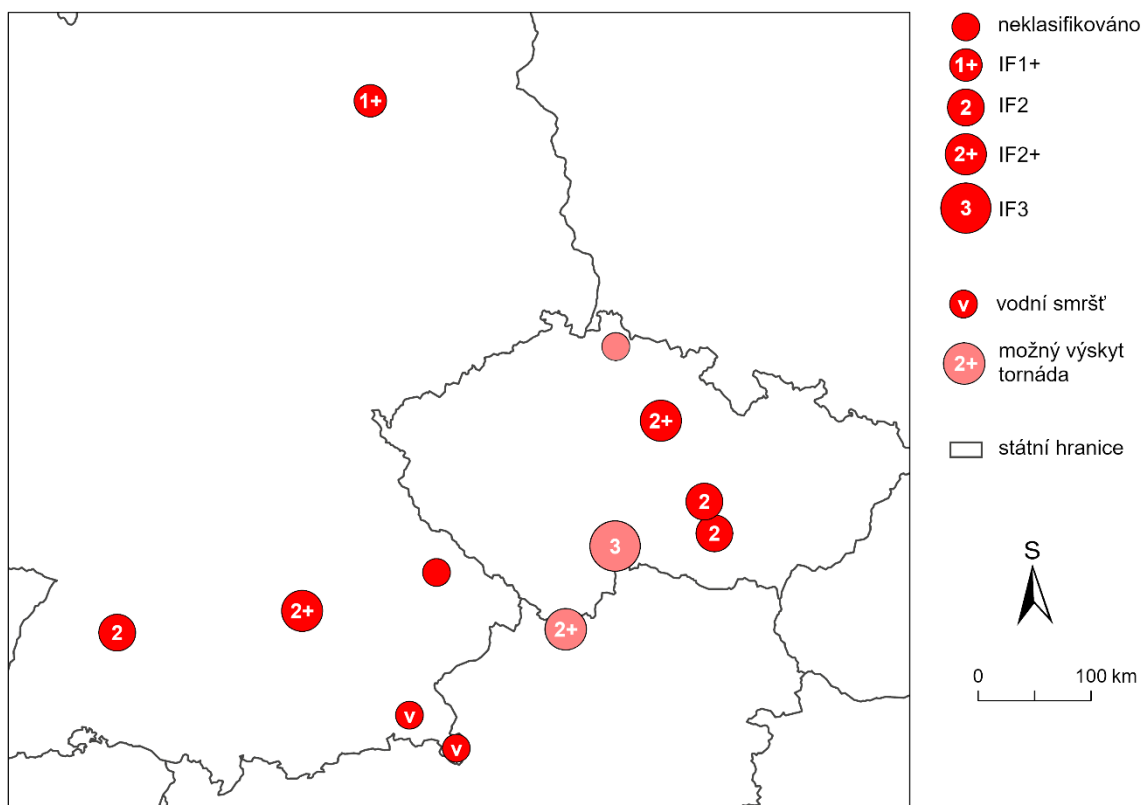 1+
2+
2
2
3
2+
2+
2
v
v
neklasifikováno
1+ IF1+
2 IF2
2+ IF2+
3 IF3
v vodní smršť
2+ možný výskyt
tornáda
státní hranice
S
0 100 km